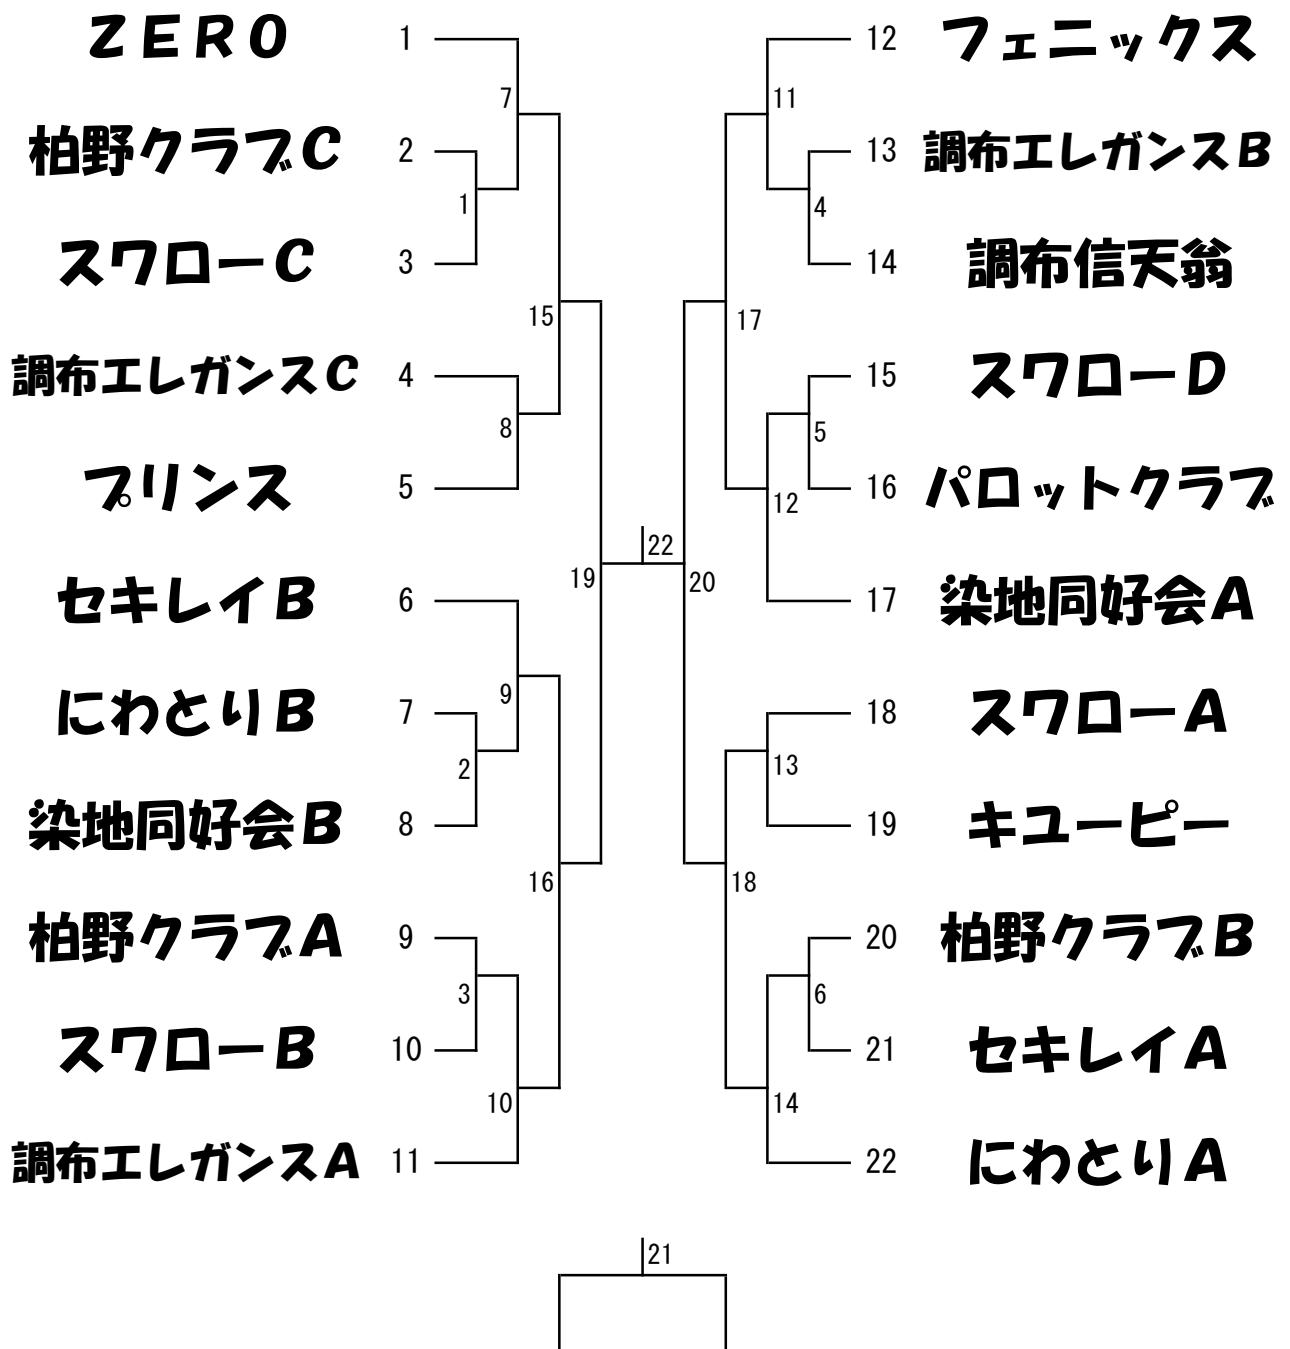 ＺＥＲＯ 1 12 フェニックス
7 11
柏野クラブＣ 2 13 調布エレガンスＢ
1 4
スワローＣ 3 14 調布信天翁
15 17
調布エレガンスＣ 4 15 スワローＤ
8 5
プリンス 5 16 パロットクラブ
12
22
19 20
セキレイＢ 6 17 染地同好会Ａ
9
にわとりＢ 7 18 スワローＡ
2 13
染地同好会Ｂ 8 19 キユーピー
16 18
柏野クラブＡ 9 20 柏野クラブＢ
3 6
スワローＢ 10 21 セキレイＡ
10 14
調布エレガンスＡ 11 22 にわとりＡ
21